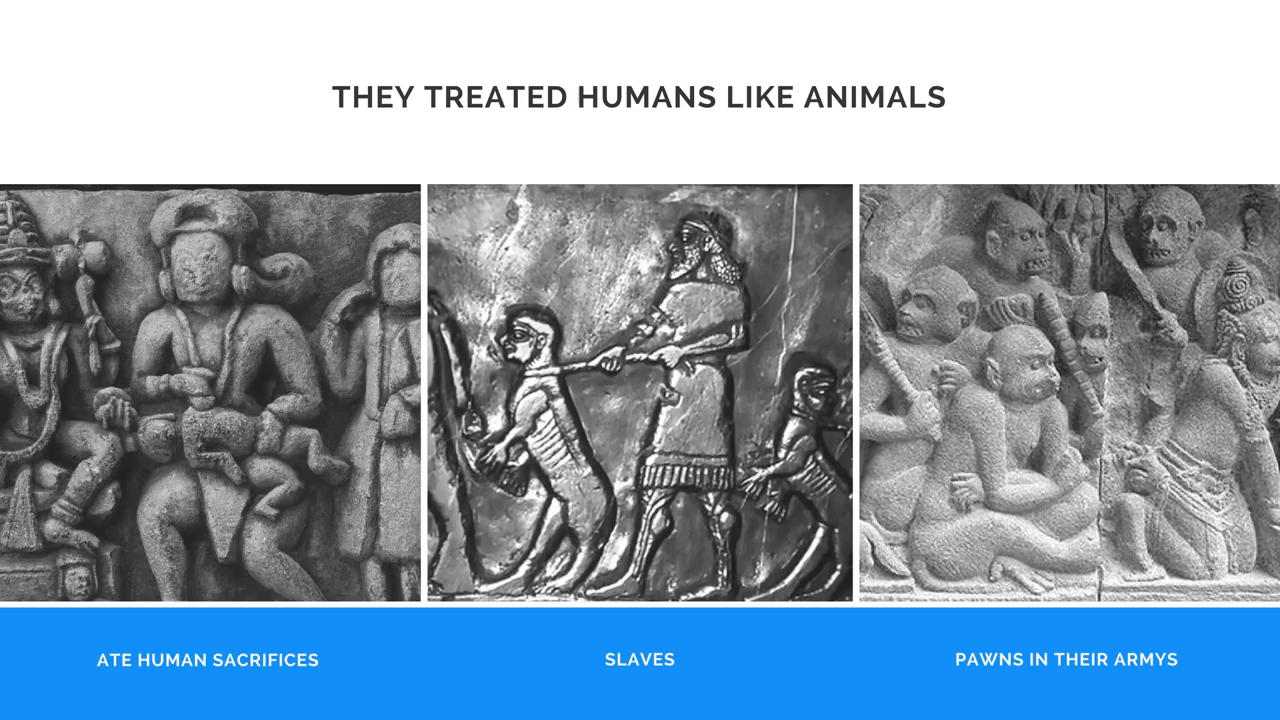 THEY TREATED HUMANS LIKE ANIMALS
ATE HUMAN SACRIFICES
SLAVES
PAWNS IN THEIR ARMYS